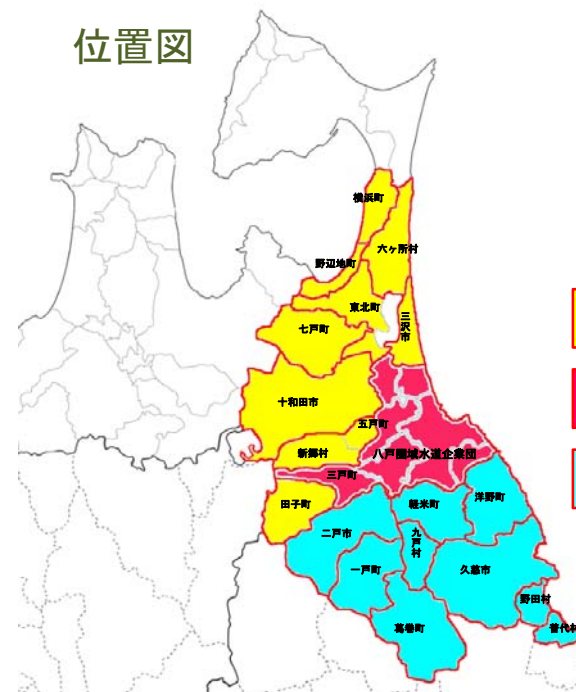 位置図
横浜町
六ヶ所村
野辺地町
東北町
三沢市
七戸町
十和田市
五戸町
新郷村
八戸圏域水道企業団
三戸町
田子町
軽米町
洋野町
二戸市
九戸村
一戸町
久慈市
野田村
葛巻町
普代村